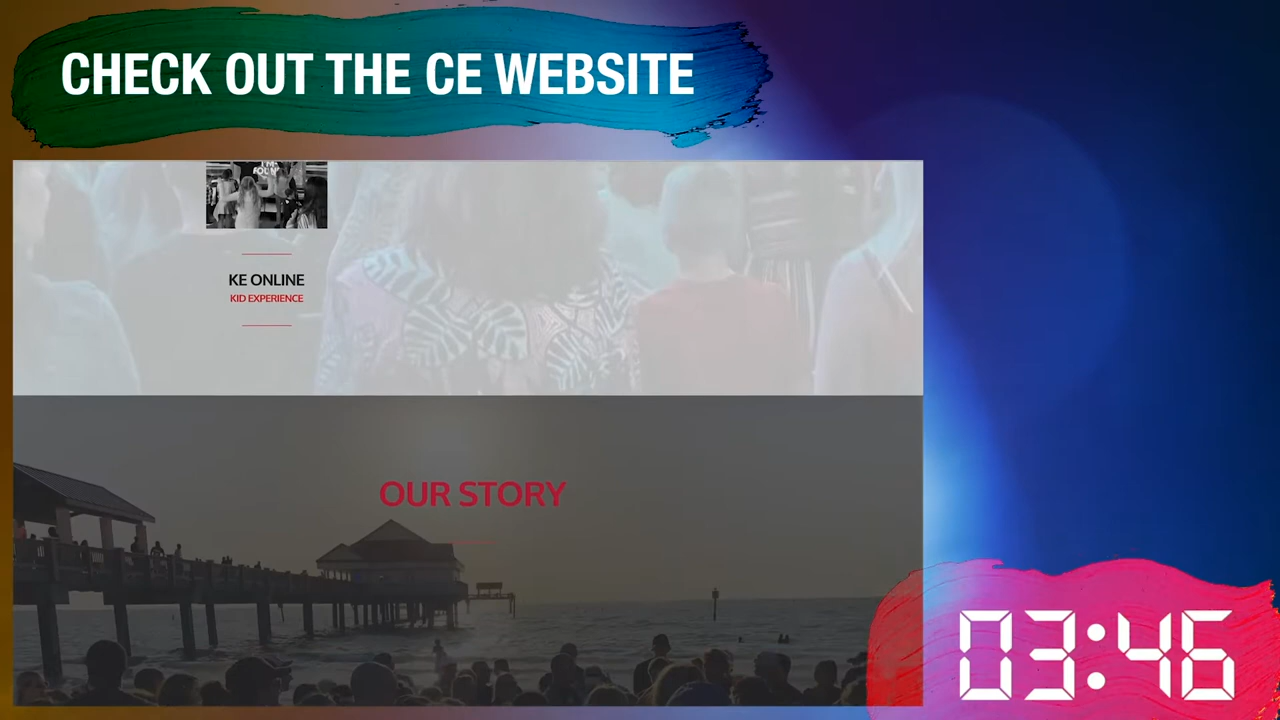 CHECK OUT THE CE WEBSITE
KE ONLINE
KID EXPERIENCE
OUR STORY
03:46